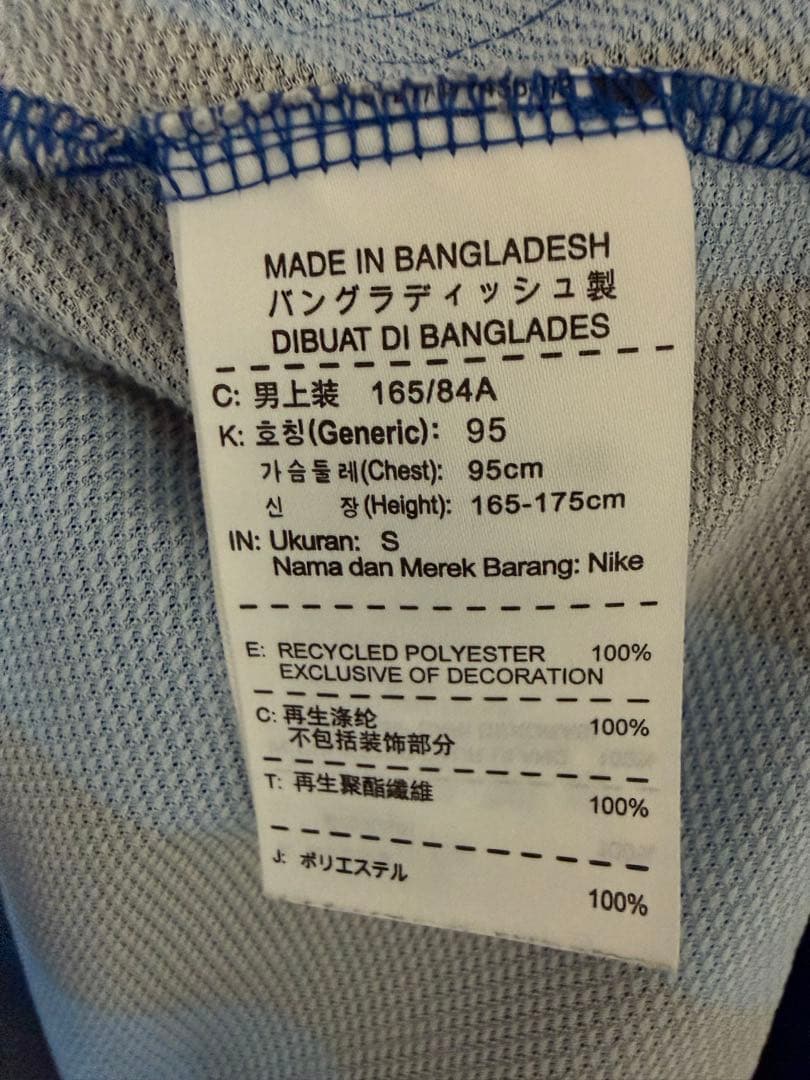 MADE IN BANGLADESH
バングラディッシュ製
DIBUAT DI BANGLADES
C: 男上装 165/84A
K: 호칭(Generic): 95
가슴둘레(Chest): 95cm
신 장(Height): 165-175cm
IN: Ukuran: S
Nama dan Merek Barang: Nike
E: RECYCLED POLYESTER 100%
EXCLUSIVE OF DECORATION
C: 再生涤纶 100%
不包括装饰部分
T: 再生聚酯纖維 100%
J: ポリエステル 100%